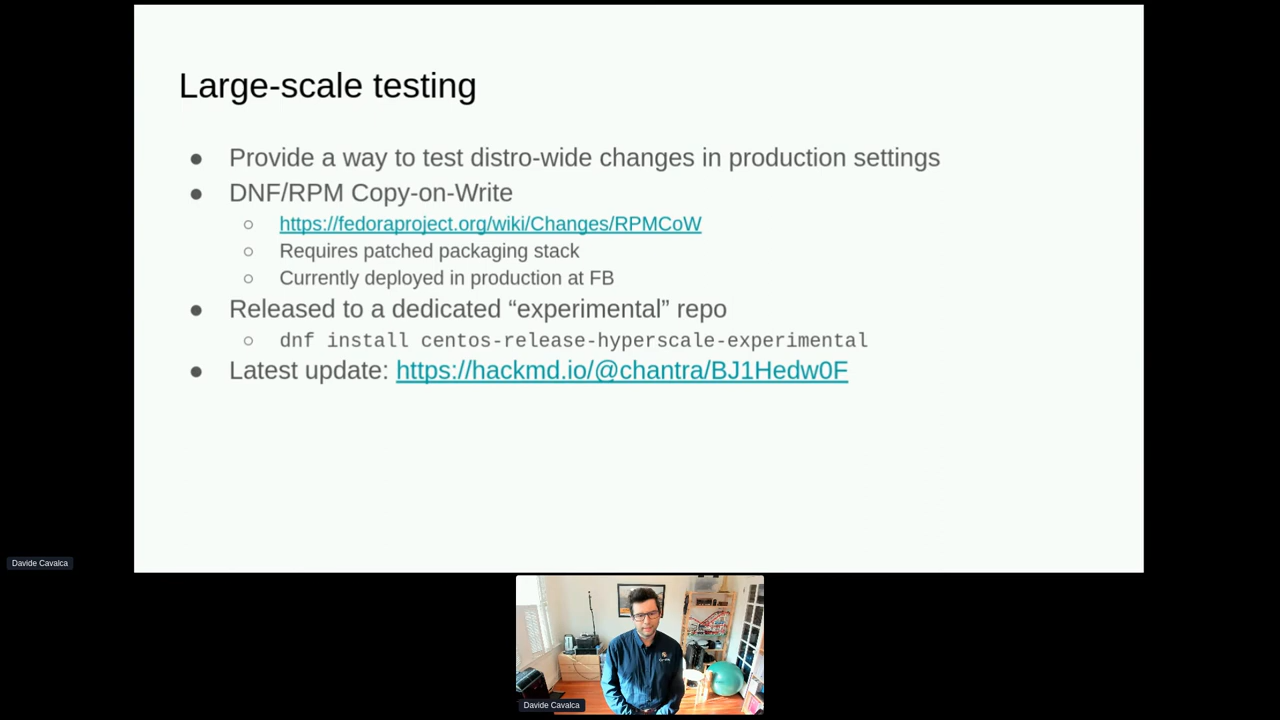 Large-scale testing
● Provide a way to test distro-wide changes in production settings
● DNF/RPM Copy-on-Write
○ https://fedoraproject.org/wiki/Changes/RPMCoW
○ Requires patched packaging stack
○ Currently deployed in production at FB
● Released to a dedicated “experimental” repo
○ dnf install centos-release-hyperscale-experimental
● Latest update: https://hackmd.io/@chantra/BJ1Hedw0F
Davide Cavalca
Davide Cavalca